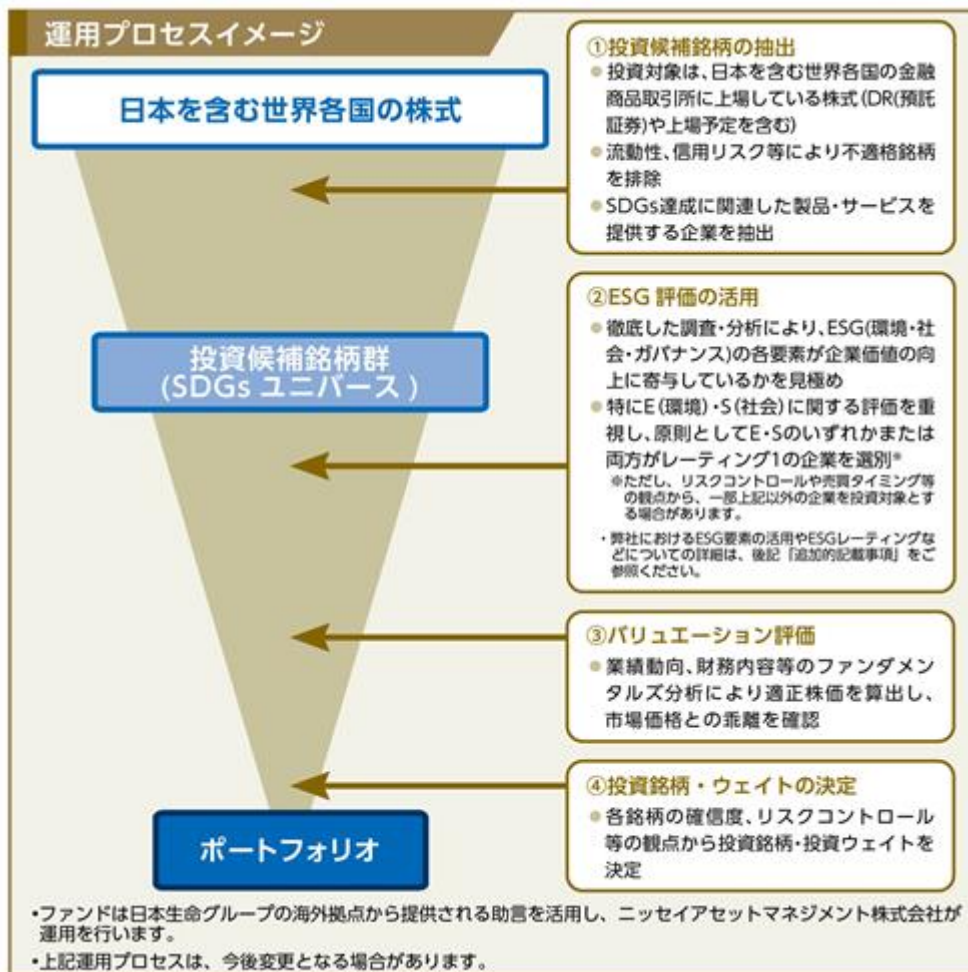 運用プロセスイメージ
日本を含む世界各国の株式
①投資候補銘柄の抽出
●投資対象は、日本を含む世界各国の金融
商品取引所に上場している株式(DR(預託
証券)や上場予定を含む)
●流動性、信用リスク等により不適格銘柄
を排除
●SDGs達成に関連した製品・サービスを
提供する企業を抽出
投資候補銘柄群
(SDGs ユニバース )
②ESG 評価の活用
●徹底した調査・分析により、ESG(環境・社
会・ガバナンス)の各要素が企業価値の向
上に寄与しているかを見極め
●特にE(環境)・S(社会)に関する評価を重
視し、原則としてE・Sのいずれかまたは
両方がレーティング1の企業を選別※
※ただし、リスクコントロールや売買タイミング等
の観点から、一部上記以外の企業を投資対象とす
る場合があります。
・弊社におけるESG要素の活用やESGレーティングな
どについての詳細は、後記「追加的記載事項」をご
参照ください。
③バリュエーション評価
●業績動向、財務内容等のファンダメン
タルズ分析により適正株価を算出し、
市場価格との乖離を確認
④投資銘柄・ウェイトの決定
●各銘柄の確信度、リスクコントロール
等の観点から投資銘柄・投資ウェイトを
決定
ポートフォリオ
•ファンドは日本生命グループの海外拠点から提供される助言を活用し、ニッセイアセットマネジメント株式会社が
運用を行います。
•上記運用プロセスは、今後変更となる場合があります。